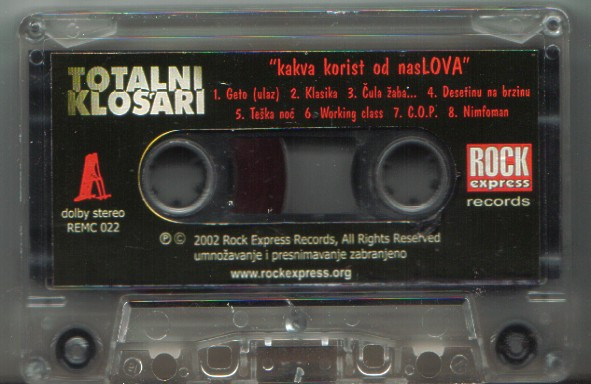 TOTALNI
KLOŠARI
"kakva korist od nasLOVA"
1. Geto (ulaz) 2. Klasika 3. Čula žaba... 4. Desetinu na brzinu
5. Teška noć 6. Working class 7. C.O.P. 8. Nimfoman
A
dolby stereo
REMC 022
ROCK
express
records
℗ © 2002 Rock Express Records, All Rights Reserved
umnožavanje i presnimavanje zabranjeno
www.rockexpress.org